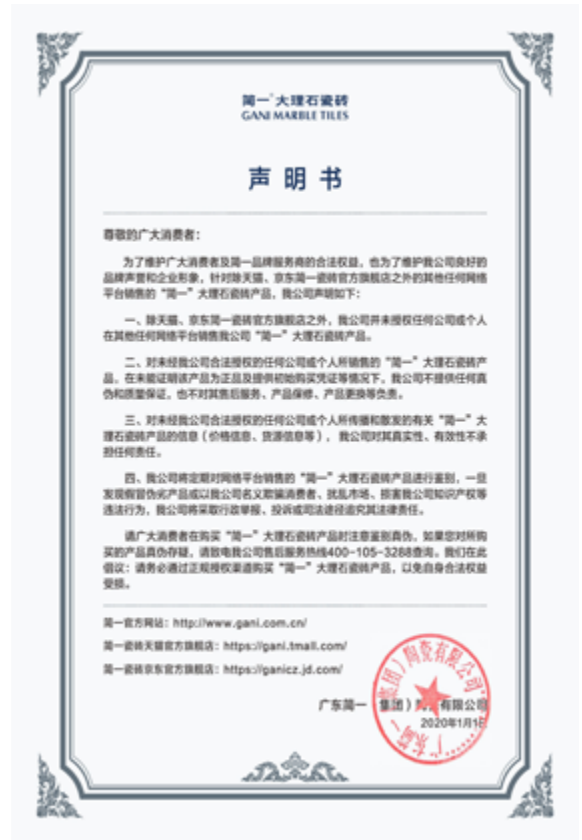 简一®大理石瓷砖
GANI MARBLE TILES
声明书
尊敬的广大消费者：
为了维护广大消费者及简一品牌服务商的合法权益，也为了维护我公司良好的
品牌声誉和企业形象，针对除天猫、京东简一瓷砖官方旗舰店之外的其他任何网络
平台销售的“简一”大理石瓷砖产品，我公司声明如下：
一、除天猫、京东简一瓷砖官方旗舰店之外，我公司并未授权任何公司或个人
在其他任何网络平台销售我公司“简一”大理石瓷砖产品。
二、对未经我公司合法授权的任何公司或个人所销售的“简一”大理石瓷砖产
品，在未能证明该产品为正品及提供初始购买凭证等情况下，我公司不提供任何真
伪和质量保证，也不对其售后服务、产品保修、产品更换等负责。
三、对未经我公司合法授权的任何公司或个人所传播和散发的有关“简一”大
理石瓷砖产品的信息（价格信息、货源信息等），我公司对其真实性、有效性不承
担任何责任。
四、我公司将定期对网络平台销售的“简一”大理石瓷砖产品进行鉴别，一旦
发现假冒伪劣产品或以我公司名义欺骗消费者、扰乱市场、损害我公司知识产权等
违法行为，我公司将采取行政举报、投诉或司法途径追究其法律责任。
请广大消费者在购买“简一”大理石瓷砖产品时注意鉴别真伪，如果您对所购
买的产品真伪存疑，请致电我公司售后服务热线400-105-3288查询。我们在此
倡议：请务必通过正规授权渠道购买“简一”大理石瓷砖产品，以免自身合法权益
受损。
简一官方网站：http://www.gani.com.cn/
简一瓷砖天猫官方旗舰店：https://gani.tmall.com/
简一瓷砖京东官方旗舰店：https://ganicz.jd.com/
广东简一（集团）陶瓷有限公司
2020年1月1日
广东简一（集团）陶瓷有限公司